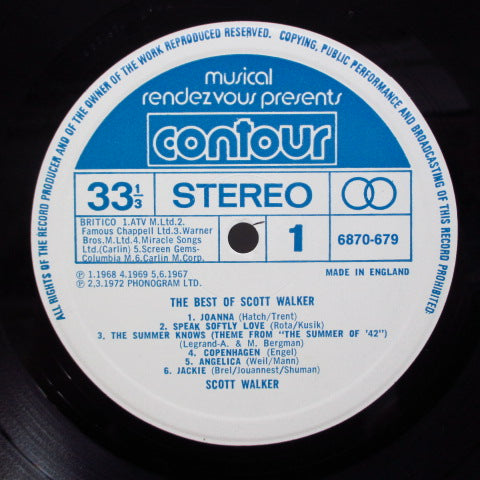 ALL RIGHTS OF THE RECORD PRODUCER AND OF THE OWNER OF THE WORK REPRODUCED RESERVED. COPYING, PUBLIC PERFORMANCE AND BROADCASTING OF THIS RECORD PROHIBITED
musical
rendezvous presents
contour
33 1/3
STEREO
BRITICO 1.ATV M.Ltd.2.
Famous Chappell Ltd.3.Warner
Bros.M.Ltd.4.Miracle Songs
Ltd.(Carlin) 5.Screen Gems-
Columbia M.6.Carlin M.Corp.
1
6870-679
℗ 1.1968 4.1969 5,6.1967
℗ 2,3.1972 PHONOGRAM LTD.
MADE IN ENGLAND
THE BEST OF SCOTT WALKER
1. JOANNA (Hatch/Trent)
2. SPEAK SOFTLY LOVE (Rota/Kusik)
3. THE SUMMER KNOWS (THEME FROM "THE SUMMER OF '42")
(Legrand-A. & M. Bergman)
4. COPENHAGEN (Engel)
5. ANGELICA (Weil/Mann)
6. JACKIE (Brel/Jouannest/Shuman)
SCOTT WALKER